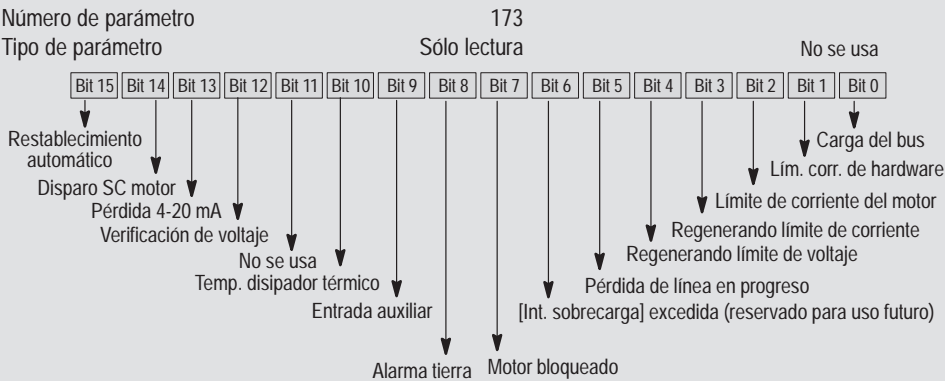 Número de parámetro 173
Tipo de parámetro Sólo lectura No se usa
Bit 15 Bit 14 Bit 13 Bit 12 Bit 11 Bit 10 Bit 9 Bit 8 Bit 7 Bit 6 Bit 5 Bit 4 Bit 3 Bit 2 Bit 1 Bit 0
Restablecimiento
automático
Carga del bus
Lím. corr. de hardware
Disparo SC motor
Límite de corriente del motor
Pérdida 4-20 mA
Regenerando límite de corriente
Verificación de voltaje
Regenerando límite de voltaje
No se usa
Temp. disipador térmico
Pérdida de línea en progreso
Entrada auxiliar
[Int. sobrecarga] excedida (reservado para uso futuro)
Alarma tierra
Motor bloqueado